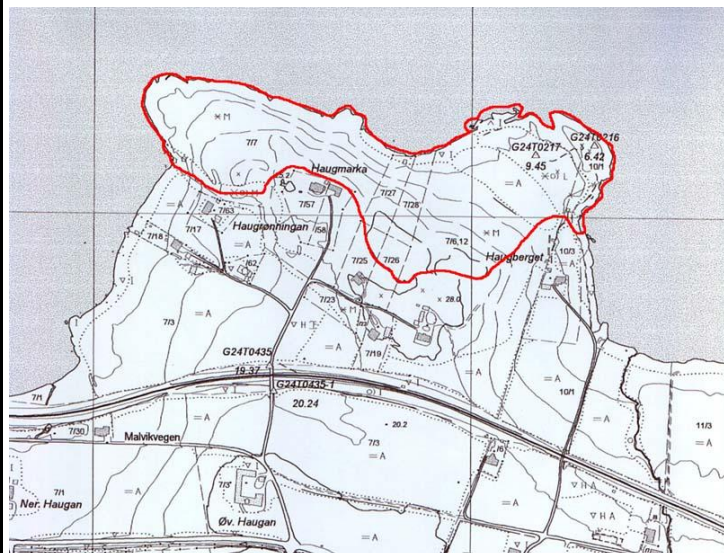 G24T0216
G24T0217
6.42
9.45
10/1
= A
I
Haugmarka
7/7
M
7/27
7/28
7/57
7/63
7/17
Haugrønningan
/58
7/6,12
M
7/18
10/3
= A
Haugberget
7/25
7/26
/62
28.0
7/23
M
7/3
= A
7/19
G24T0435
19.37
G24T0435-1
20.24
10/1
11/3
= A
7/1
7/30
Malvikvegen
= A
20.2
7/3
= A
7/3
7/1
= A
Ner. Haugan
Øv. Haugan
= A
= A